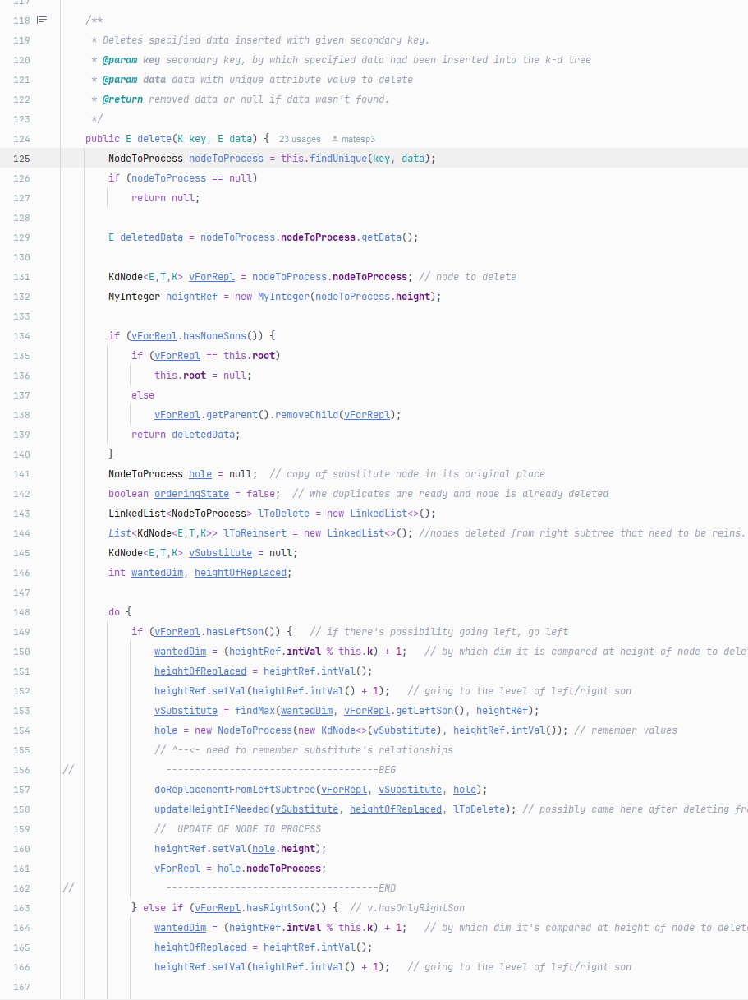 117
118 /**
119 * Deletes specified data inserted with given secondary key.
120 * @param key secondary key, by which specified data had been inserted into the k-d tree
121 * @param data data with unique attribute value to delete
122 * @return removed data or null if data wasn't found.
123 */
124 public E delete(K key, E data) { 23 usages matesp3
125 NodeToProcess nodeToProcess = this.findUnique(key, data);
126 if (nodeToProcess == null)
127 return null;
128
129 E deletedData = nodeToProcess.nodeToProcess.getData();
130
131 KdNode<E,T,K> vForRepl = nodeToProcess.nodeToProcess; // node to delete
132 MyInteger heightRef = new MyInteger(nodeToProcess.height);
133
134 if (vForRepl.hasNoneSons()) {
135 if (vForRepl == this.root)
136 this.root = null;
137 else
138 vForRepl.getParent().removeChild(vForRepl);
139 return deletedData;
140 }
141 NodeToProcess hole = null; // copy of substitute node in its original place
142 boolean orderingState = false; // whe duplicates are ready and node is already deleted
143 LinkedList<NodeToProcess> lToDelete = new LinkedList<>();
144 List<KdNode<E,T,K>> lToReinsert = new LinkedList<>(); //nodes deleted from right subtree that need to be reins.
145 KdNode<E,T,K> vSubstitute = null;
146 int wantedDim, heightOfReplaced;
147
148 do {
149 if (vForRepl.hasLeftSon()) { // if there's possibility going left, go left
150 wantedDim = (heightRef.intVal % this.k) + 1; // by which dim it is compared at height of node to dele
151 heightOfReplaced = heightRef.intVal();
152 heightRef.setVal(heightRef.intVal() + 1); // going to the level of left/right son
153 vSubstitute = findMax(wantedDim, vForRepl.getLeftSon(), heightRef);
154 hole = new NodeToProcess(new KdNode<>(vSubstitute), heightRef.intVal()); // remember values
155 // ^--<- need to remember substitute's relationships
156 // -------------------------------------BEG
157 doReplacementFromLeftSubtree(vForRepl, vSubstitute, hole);
158 updateHeightIfNeeded(vSubstitute, heightOfReplaced, lToDelete); // possibly came here after deleting fr
159 // UPDATE OF NODE TO PROCESS
160 heightRef.setVal(hole.height);
161 vForRepl = hole.nodeToProcess;
162 // -------------------------------------END
163 } else if (vForRepl.hasRightSon()) { // v.hasOnlyRightSon
164 wantedDim = (heightRef.intVal % this.k) + 1; // by which dim it's compared at height of node to delet
165 heightOfReplaced = heightRef.intVal();
166 heightRef.setVal(heightRef.intVal() + 1); // going to the level of left/right son
167